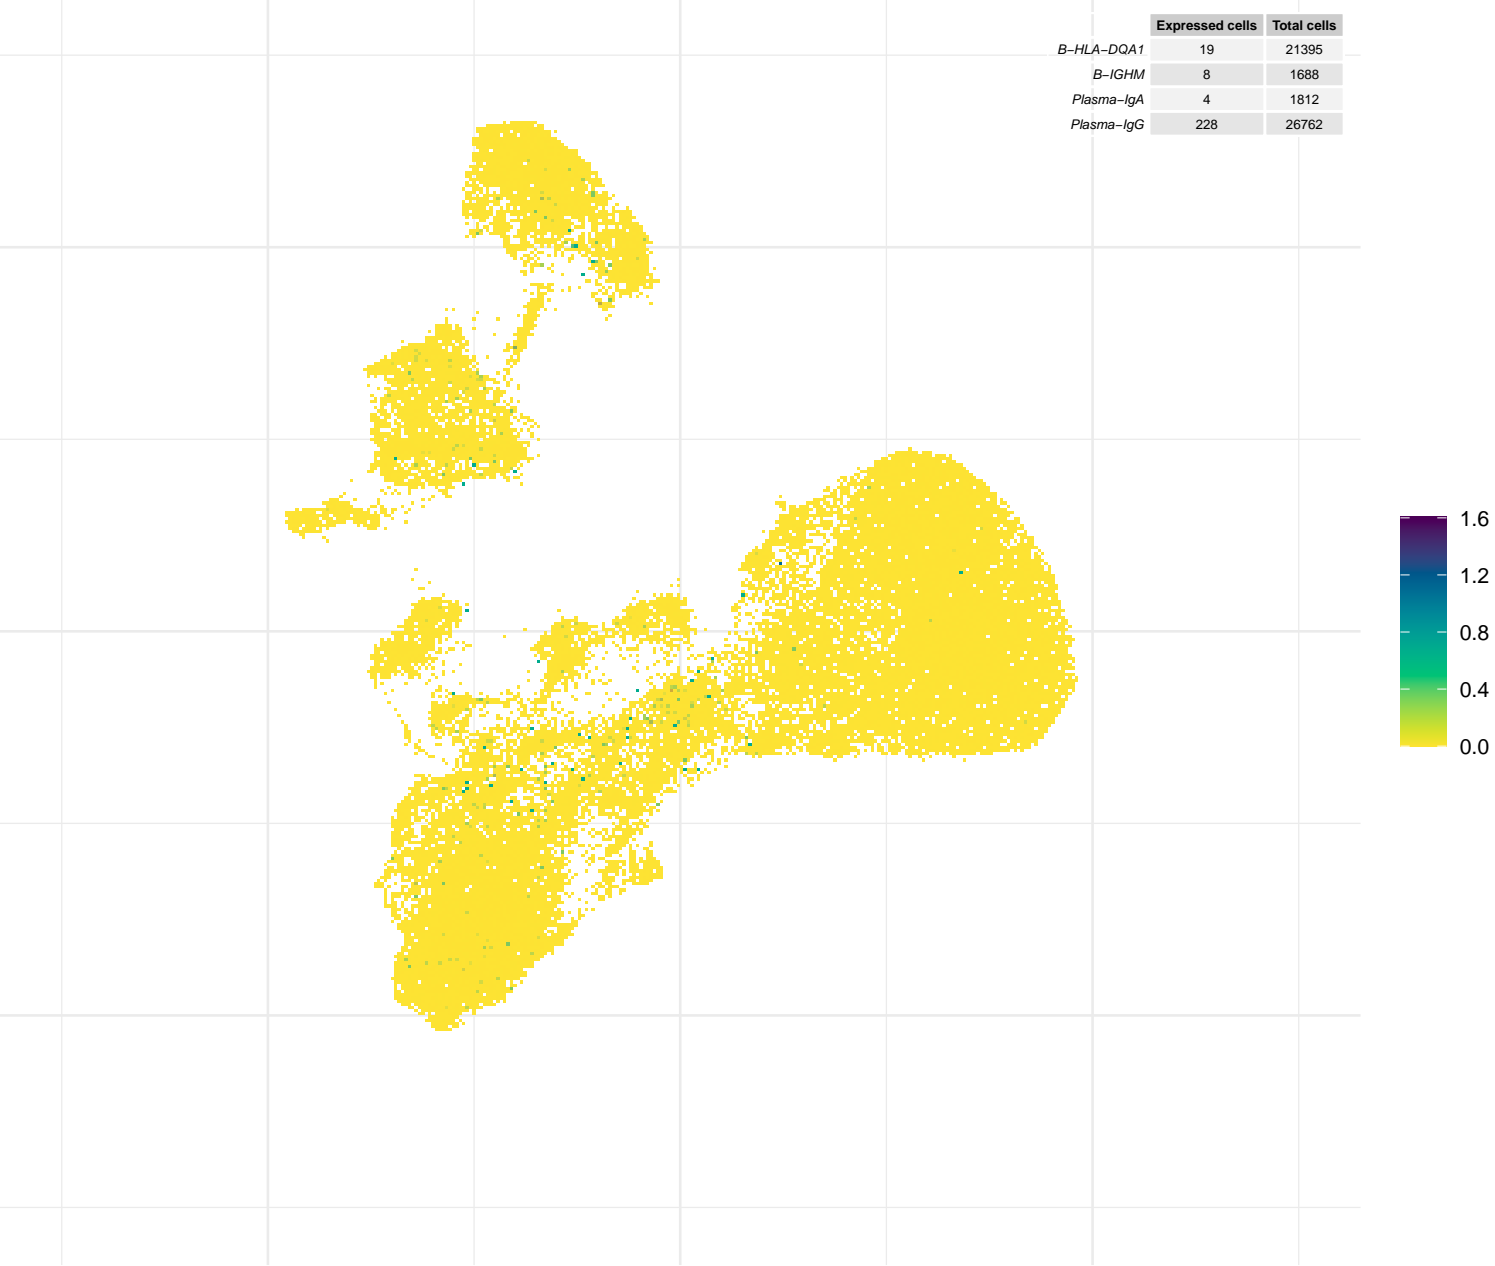 Expressed cells Total cells
B−HLA−DQA1 19 21395
B−IGHM 8 1688
Plasma−IgA 4 1812
Plasma−IgG 228 26762
1.6
1.2
0.8
0.4
0.0